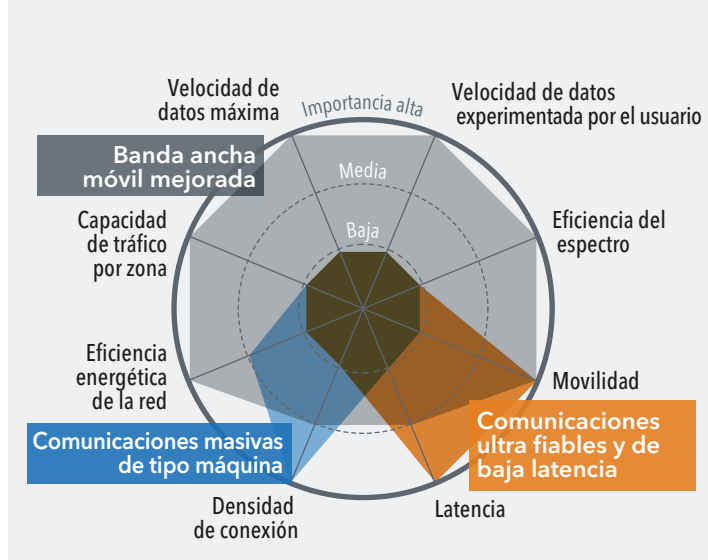 Velocidad de
datos máxima
Importancia alta
Velocidad de datos
experimentada por el usuario
Banda ancha
móvil mejorada
Media
Capacidad
de tráfico
por zona
Baja
Eficiencia del
espectro
Eficiencia
energética
de la red
Movilidad
Comunicaciones masivas
de tipo máquina
Comunicaciones
ultra fiables y de
baja latencia
Densidad
de conexión
Latencia